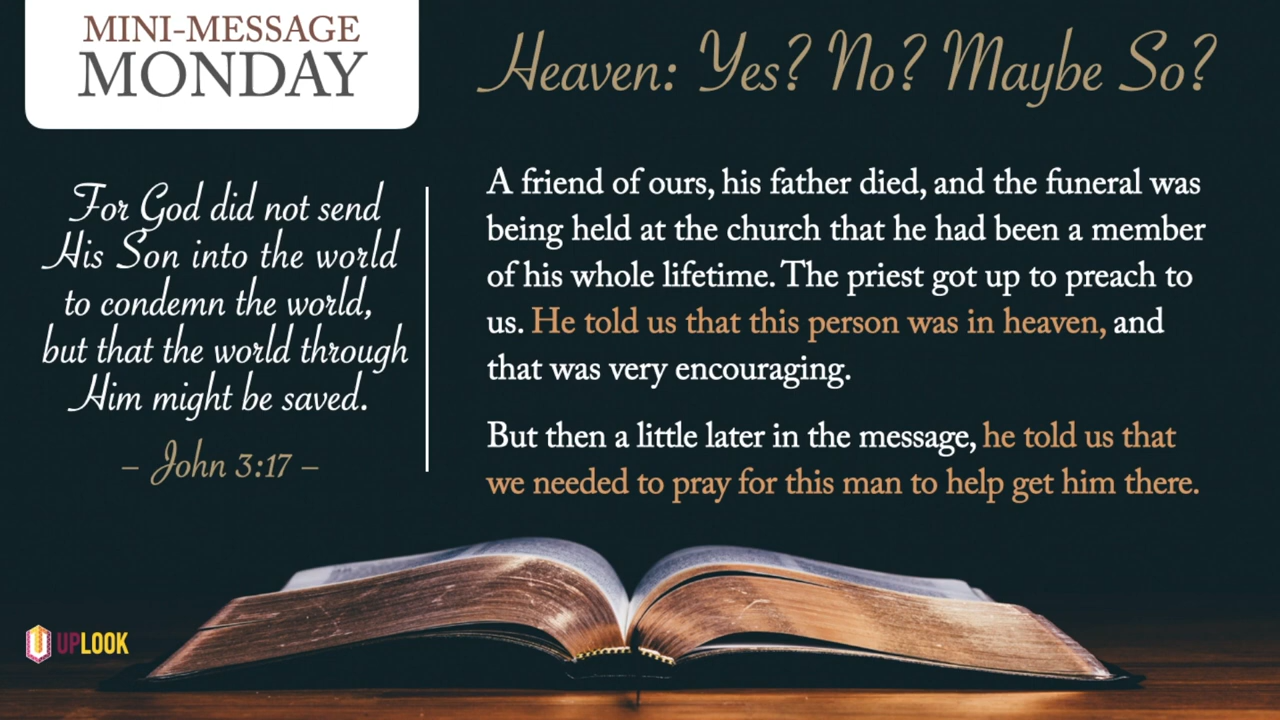 MINI-MESSAGE
MONDAY
Heaven: Yes? No? Maybe So?
For God did not send
His Son into the world
to condemn the world,
but that the world through
Him might be saved.
– John 3:17 –
A friend of ours, his father died, and the funeral was
being held at the church that he had been a member
of his whole lifetime. The priest got up to preach to
us. He told us that this person was in heaven, and
that was very encouraging.
But then a little later in the message, he told us that
we needed to pray for this man to help get him there.
UPLOOK